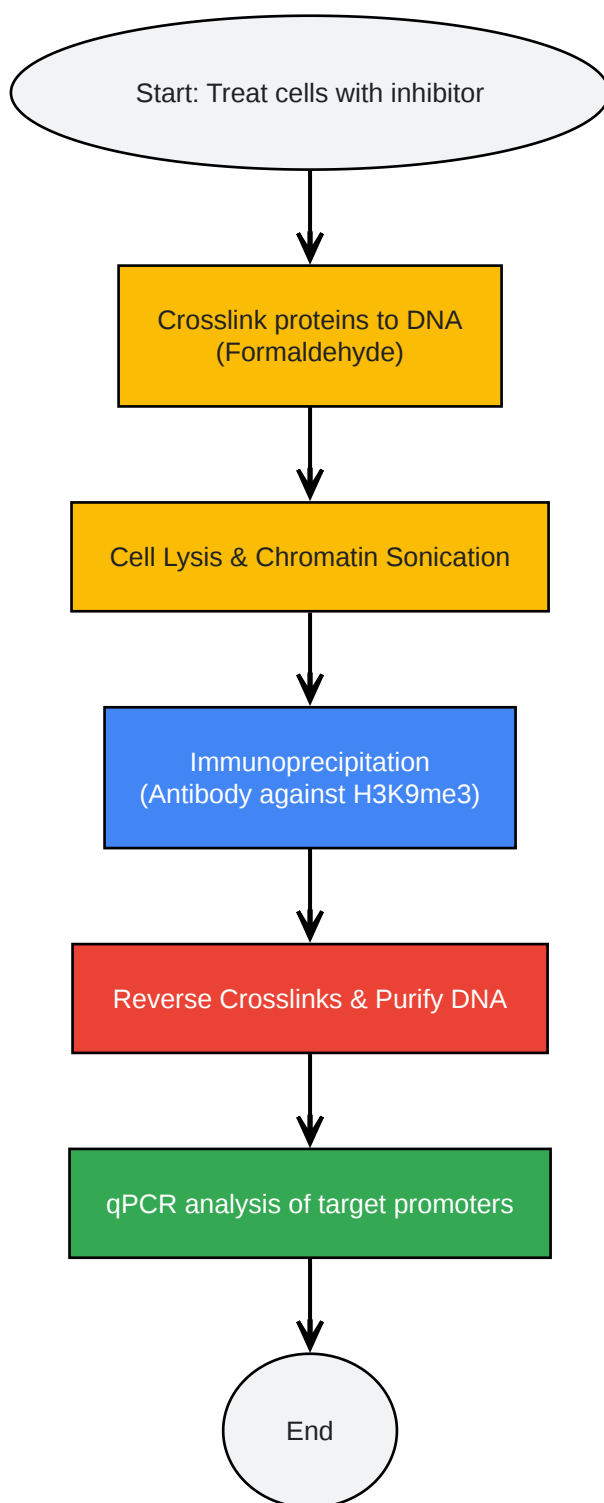 Start: Treat cells with inhibitor
Crosslink proteins to DNA
(Formaldehyde)
Cell Lysis & Chromatin Sonication
Immunoprecipitation
(Antibody against H3K9me3)
Reverse Crosslinks & Purify DNA
qPCR analysis of target promoters
End